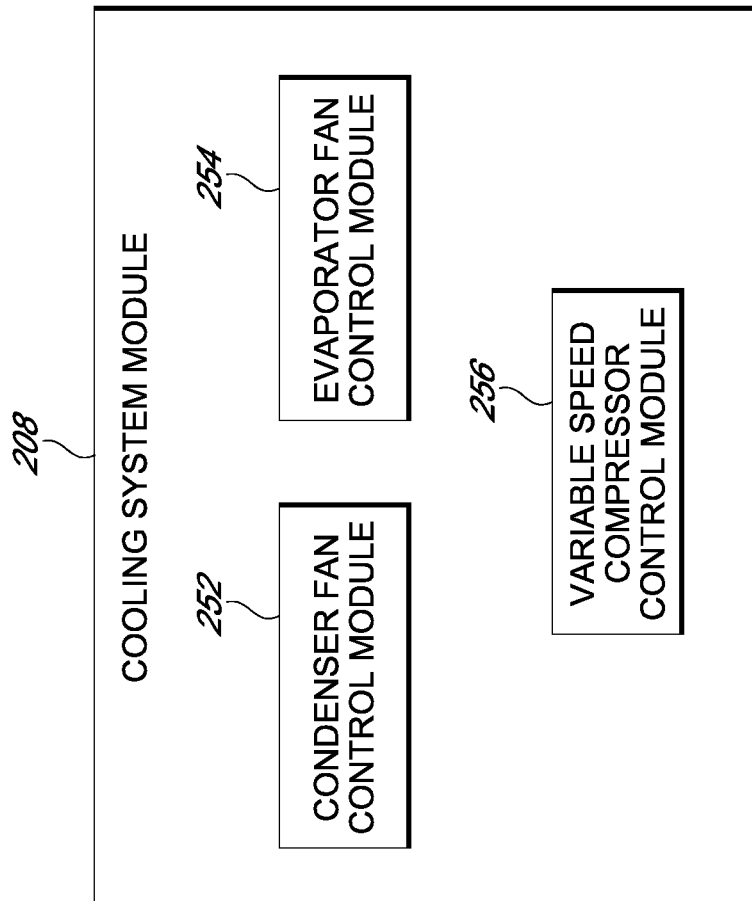 208
COOLING SYSTEM MODULE
252
CONDENSER FAN
CONTROL MODULE
254
EVAPORATOR FAN
CONTROL MODULE
256
VARIABLE SPEED
COMPRESSOR
CONTROL MODULE